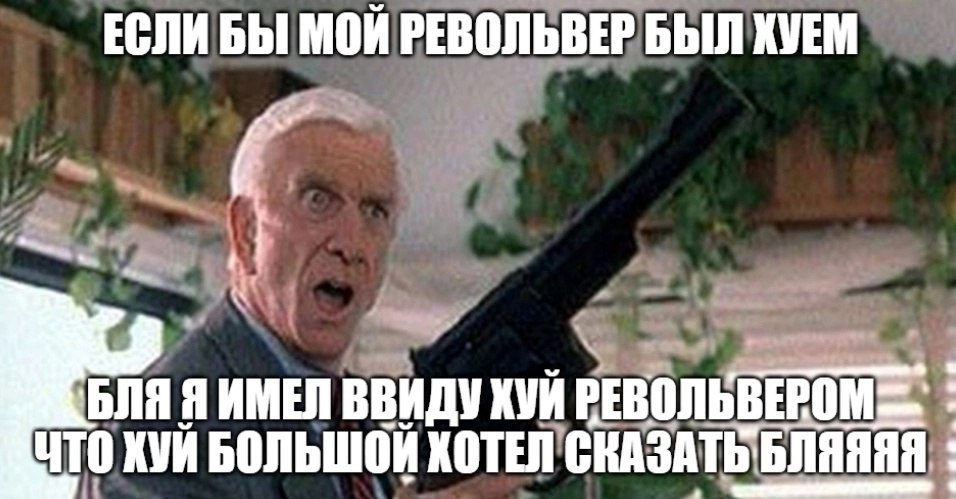 ЕСЛИ БЫ МОЙ РЕВОЛЬВЕР БЫЛ ХУЕМ
БЛЯ Я ИМЕЛ ВВИДУ ХУЙ РЕВОЛЬВЕРОМ
ЧТО ХУЙ БОЛЬШОЙ ХОТЕЛ СКАЗАТЬ БЛЯЯЯЯ